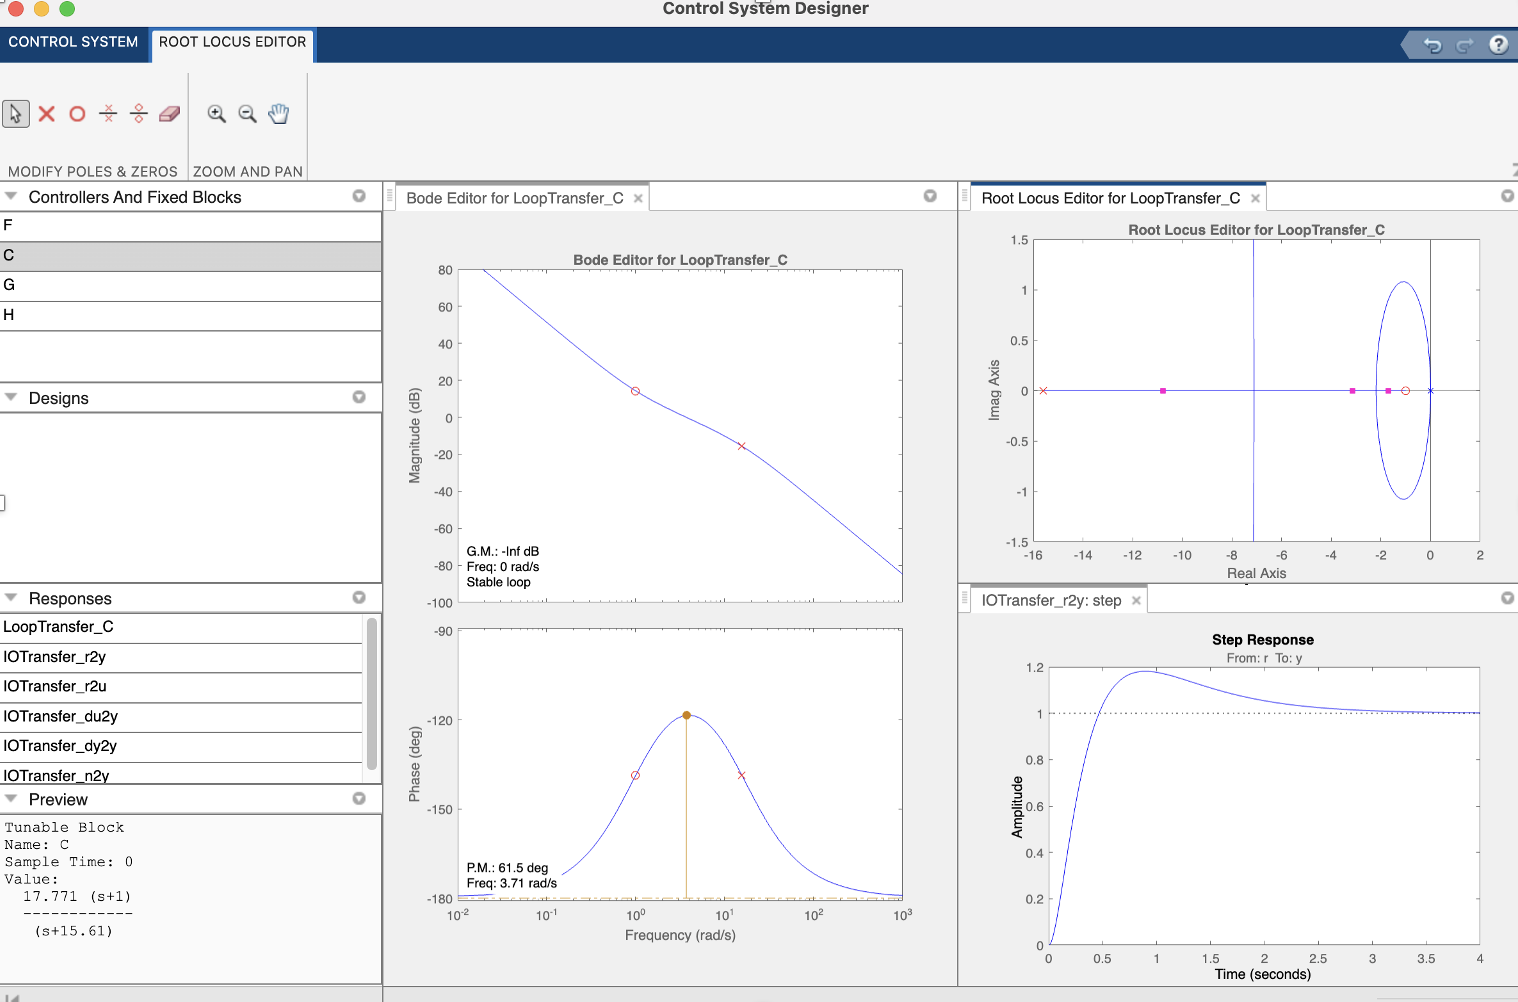 Control System Designer
CONTROL SYSTEM
ROOT LOCUS EDITOR
MODIFY POLES & ZEROS
ZOOM AND PAN
Controllers And Fixed Blocks
F
C
G
H
Designs
Responses
LoopTransfer_C
IOTransfer_r2y
IOTransfer_r2u
IOTransfer_du2y
IOTransfer_dy2y
IOTransfer_n2y
Preview
Tunable Block
Name: C
Sample Time: 0
Value:
17.771 (s+1)
------------
(s+15.61)
Bode Editor for LoopTransfer_C
Bode Editor for LoopTransfer_C
Magnitude (dB)
80
60
40
20
0
-20
-40
-60
-80
-100
G.M.: -Inf dB
Freq: 0 rad/s
Stable loop
Phase (deg)
-90
-120
-150
-180
P.M.: 61.5 deg
Freq: 3.71 rad/s
10-2 10-1 100 101 102 103
Frequency (rad/s)
Root Locus Editor for LoopTransfer_C
Root Locus Editor for LoopTransfer_C
Imag Axis
1.5
1
0.5
0
-0.5
-1
-1.5
-16 -14 -12 -10 -8 -6 -4 -2 0 2
Real Axis
IOTransfer_r2y: step
Step Response
From: r To: y
Amplitude
1.2
1
0.8
0.6
0.4
0.2
0
0 0.5 1 1.5 2 2.5 3 3.5 4
Time (seconds)